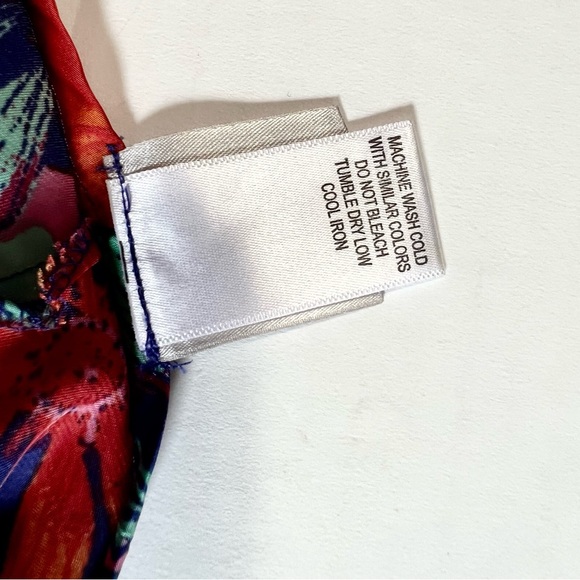 MACHINE WASH COLD
WITH SIMILAR COLORS
DO NOT BLEACH
TUMBLE DRY LOW
COOL IRON